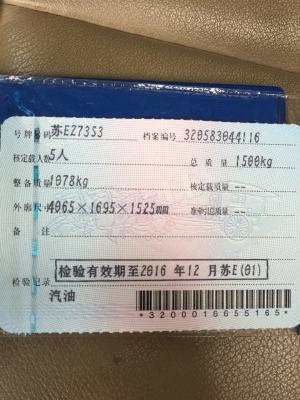 号牌号码 苏E273S3 档案编号 320583044116
核定载人数 5人 总质量 1500kg
整备质量 1078kg 核定载质量 --
外廓尺寸 4065×1695×1525mm 准牵引总质量 --
备注
检验记录 检验有效期至2016 年12 月苏E(01)
汽油
*3200016655165*